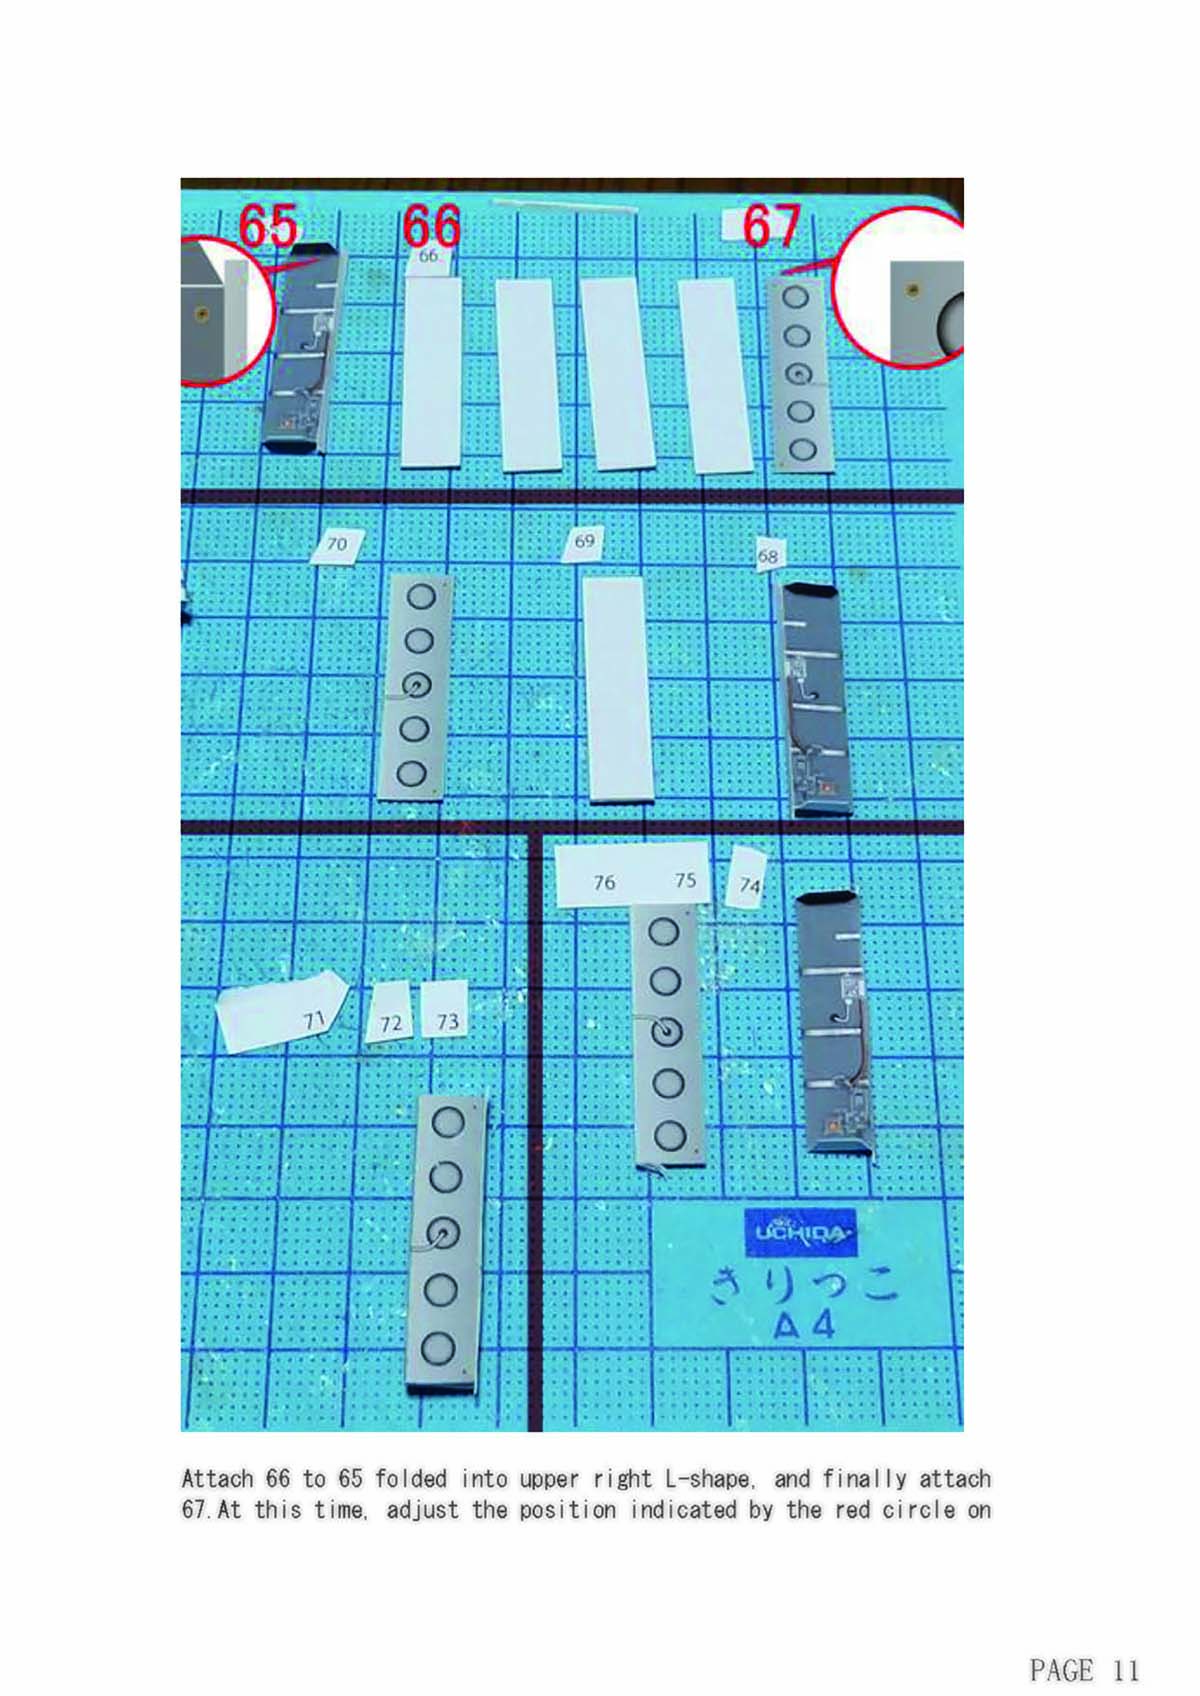 65
66
67
66
70
69
68
76
75
74
71
72
73
UCHIDA
きりっこ
A4
Attach 66 to 65 folded into upper right L-shape, and finally attach
67.At this time, adjust the position indicated by the red circle on
PAGE 11